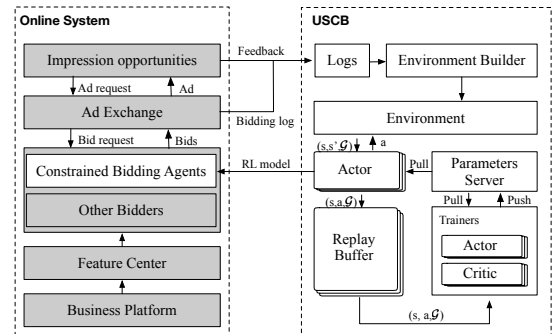 Online System
USCB
Impression opportunities
Feedback
Logs
Environment Builder
Ad request
Ad
Ad Exchange
Bidding log
Environment
Bid request
Bids
(s,s',𝒢)
a
Constrained Bidding Agents
RL model
Actor
Pull
Parameters
Server
Other Bidders
(s,a,𝒢)
Pull
Push
Replay
Buffer
Trainers
Actor
Critic
Feature Center
Business Platform
(s, a,𝒢)